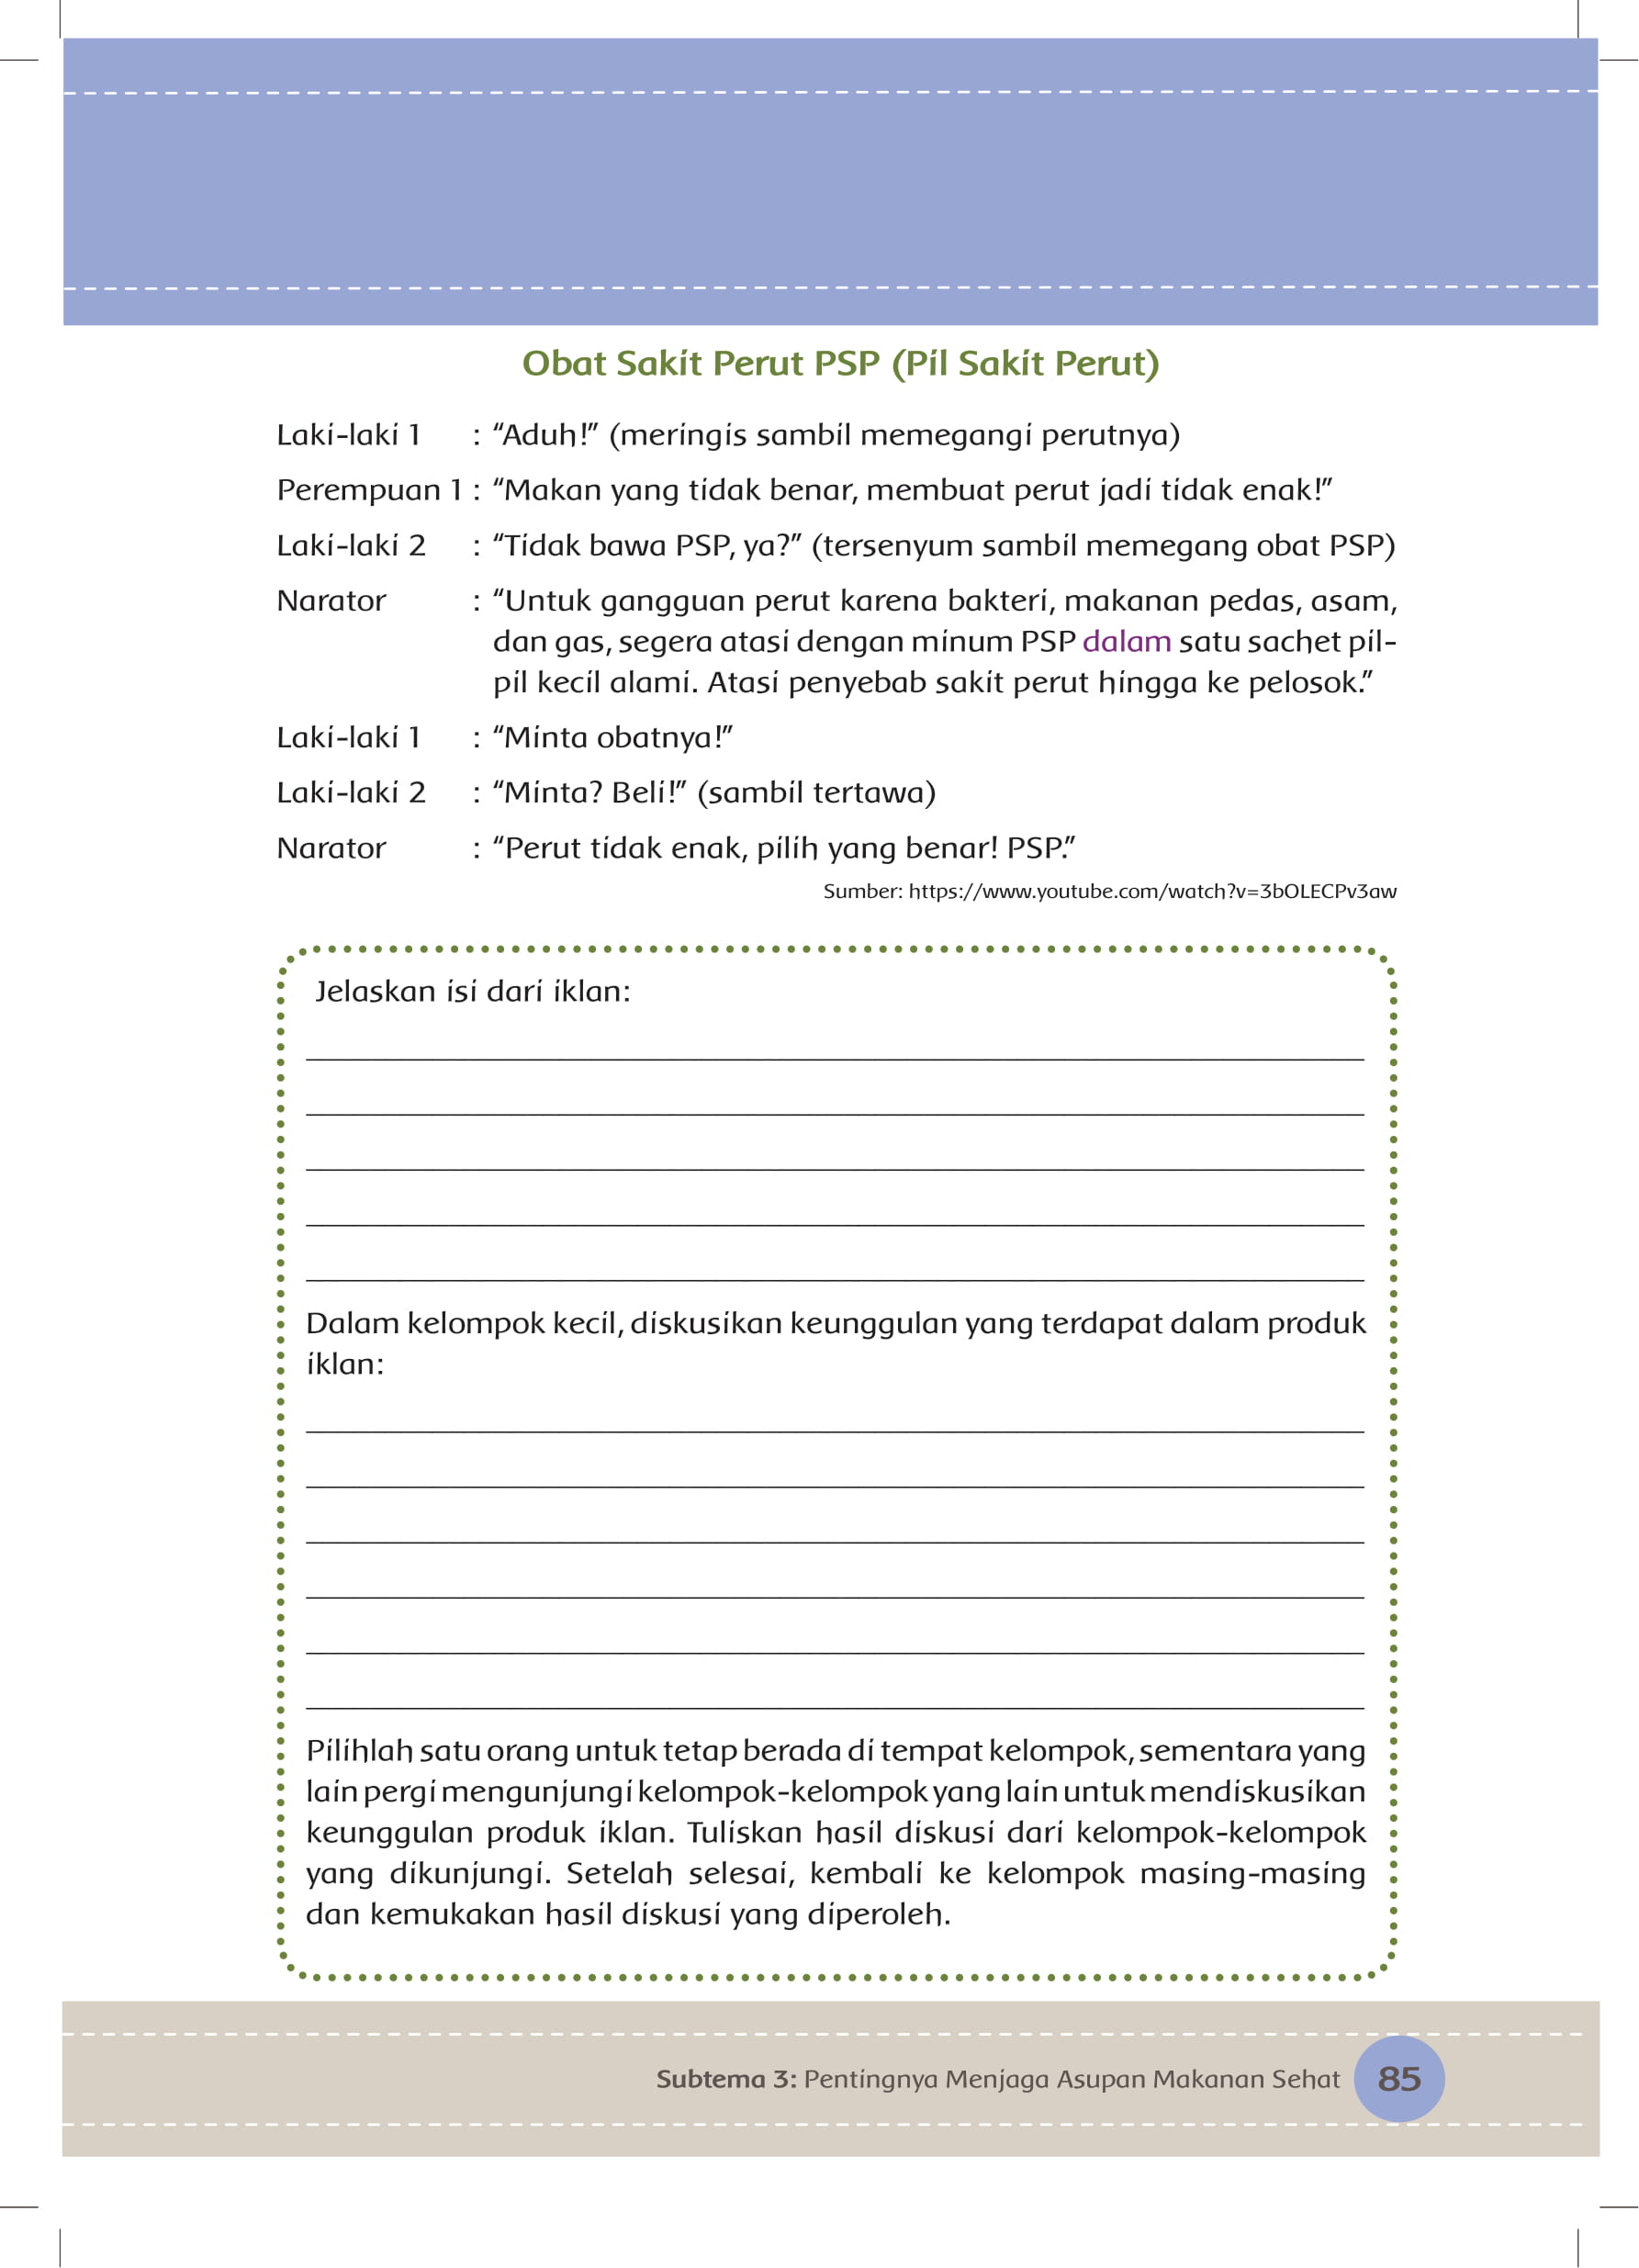 Obat Sakit Perut PSP (Pil Sakit Perut)
Laki-laki 1 : “Aduh!” (meringis sambil memegangi perutnya)
Perempuan 1 : “Makan yang tidak benar, membuat perut jadi tidak enak!”
Laki-laki 2 : “Tidak bawa PSP, ya?” (tersenyum sambil memegang obat PSP)
Narator : “Untuk gangguan perut karena bakteri, makanan pedas, asam,
dan gas, segera atasi dengan minum PSP dalam satu sachet pil-
pil kecil alami. Atasi penyebab sakit perut hingga ke pelosok.”
Laki-laki 1 : “Minta obatnya!”
Laki-laki 2 : “Minta? Beli!” (sambil tertawa)
Narator : “Perut tidak enak, pilih yang benar! PSP.”
Sumber: https://www.youtube.com/watch?v=3bOLECPv3aw
Jelaskan isi dari iklan:
Dalam kelompok kecil, diskusikan keunggulan yang terdapat dalam produk
iklan:
Pilihlah satu orang untuk tetap berada di tempat kelompok, sementara yang
lain pergi mengunjungi kelompok-kelompok yang lain untuk mendiskusikan
keunggulan produk iklan. Tuliskan hasil diskusi dari kelompok-kelompok
yang dikunjungi. Setelah selesai, kembali ke kelompok masing-masing
dan kemukakan hasil diskusi yang diperoleh.
Subtema 3: Pentingnya Menjaga Asupan Makanan Sehat 85